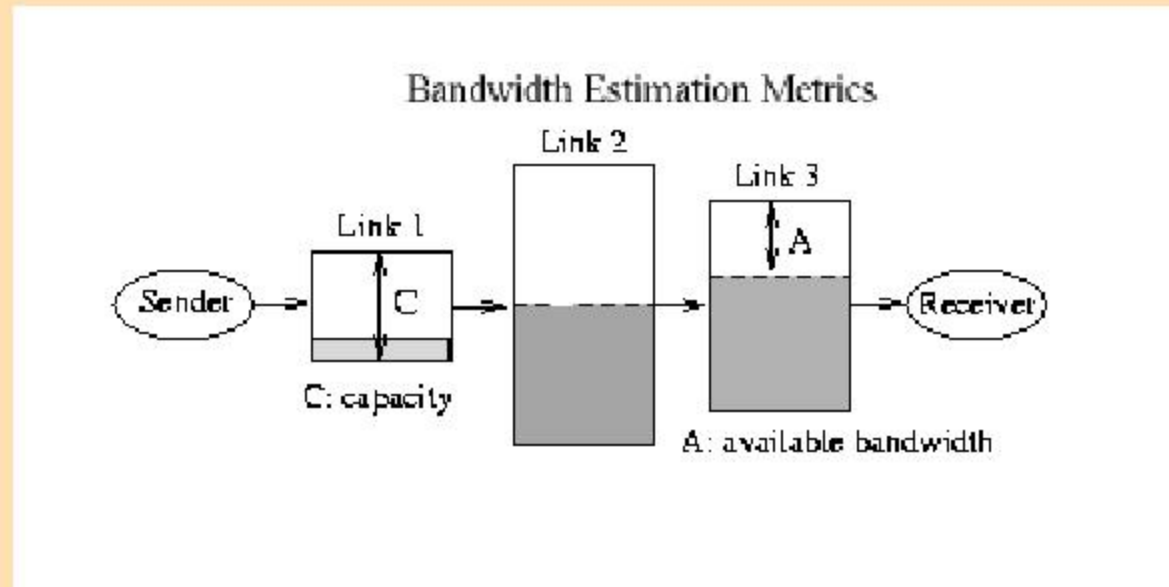 Bandwidth Estimation Metrics
Link 2
Link 3
Link 1
A
Sender
C
Receiver
C: capacity
A: available bandwidth